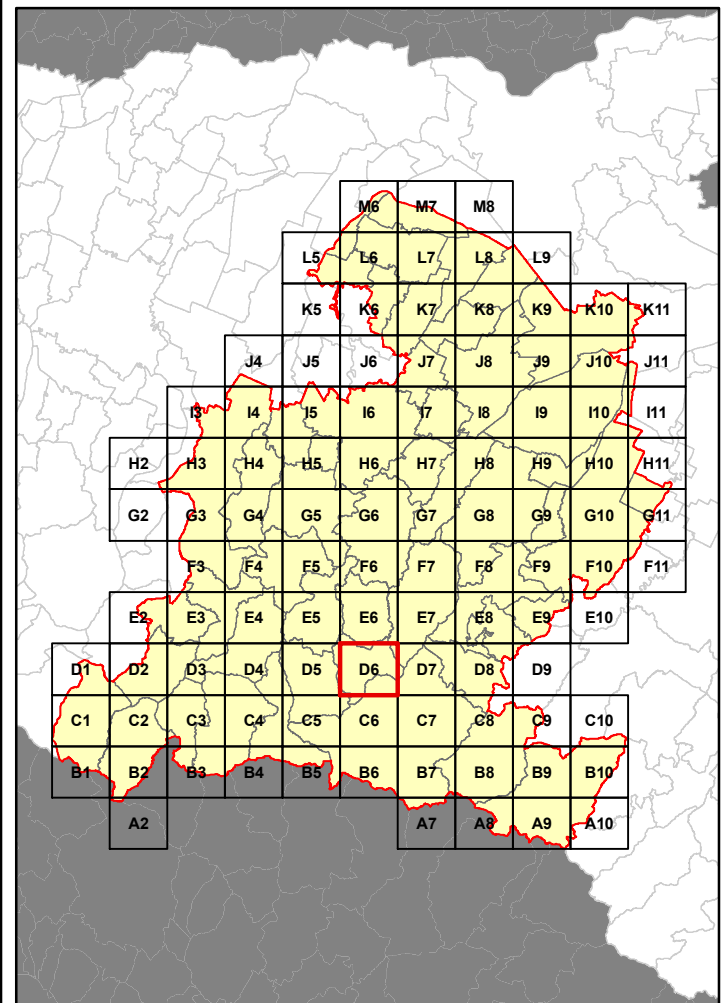 M6 M7 M8
L5 L6 L7 L8 L9
K5 K6 K7 K8 K9 K10 K11
J4 J5 J6 J7 J8 J9 J10 J11
I3 I4 I5 I6 I7 I8 I9 I10 I11
H2 H3 H4 H5 H6 H7 H8 H9 H10 H11
G2 G3 G4 G5 G6 G7 G8 G9 G10 G11
F3 F4 F5 F6 F7 F8 F9 F10 F11
E2 E3 E4 E5 E6 E7 E8 E9 E10
D1 D2 D3 D4 D5 D6 D7 D8 D9
C1 C2 C3 C4 C5 C6 C7 C8 C9 C10
B1 B2 B3 B4 B5 B6 B7 B8 B9 B10
A2 A7 A8 A9 A10